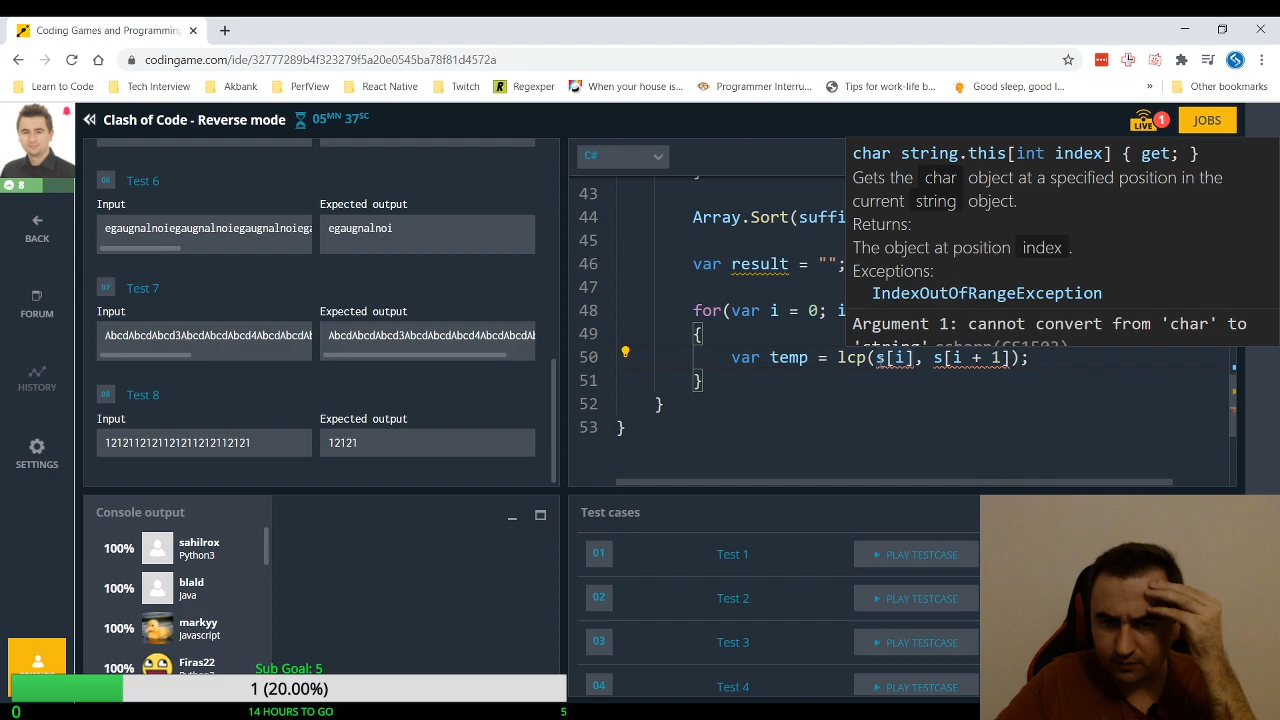 Coding Games and Programming
codingame.com/ide/32777289b4f323279f5a20e0545b1bd78f81d4572a
Learn to Code
Tech Interview
Akbank
PerfView
React Native
Twitch
Regexper
When your house is...
Programmer Interru...
Tips for work-life b...
Good sleep, good l...
Other bookmarks
8
BACK
FORUM
HISTORY
SETTINGS
Clash of Code - Reverse mode 05MN 37SC
LIVE 1
JOBS
06 Test 6
Input Expected output
egaugnalnoiegaugnalnoiegaugnalnoiega egaugnalnoi
07 Test 7
Input Expected output
AbcdAbcdAbcd3AbcdAbcd4AbcdAbcdAb AbcdAbcdAbcd3AbcdAbcd4AbcdAbcdAb
08 Test 8
Input Expected output
12121 12121
C#
43 }
44 Array.Sort(suffi
45
46 var result = "";
47
48 for(var i = 0; i
49 {
50 var temp = lcp(s[i], s[i + 1]);
51 }
52 }
53 }
char string.this[int index] { get; }
Gets the char object at a specified position in the
current string object.
Returns:
The object at position index .
Exceptions:
IndexOutOfRangeException
Argument 1: cannot convert from 'char' to
Console output
100% sahilrox
Python3
100% blald
Java
100% markyy
Javascript
100% Firas22
Test cases
01 Test 1 PLAY TESTCASE
02 Test 2 PLAY TESTCASE
03 Test 3 PLAY TESTCASE
04 Test 4 PLAY TESTCASE
Sub Goal: 5
1 (20.00%)
0 14 HOURS TO GO 5